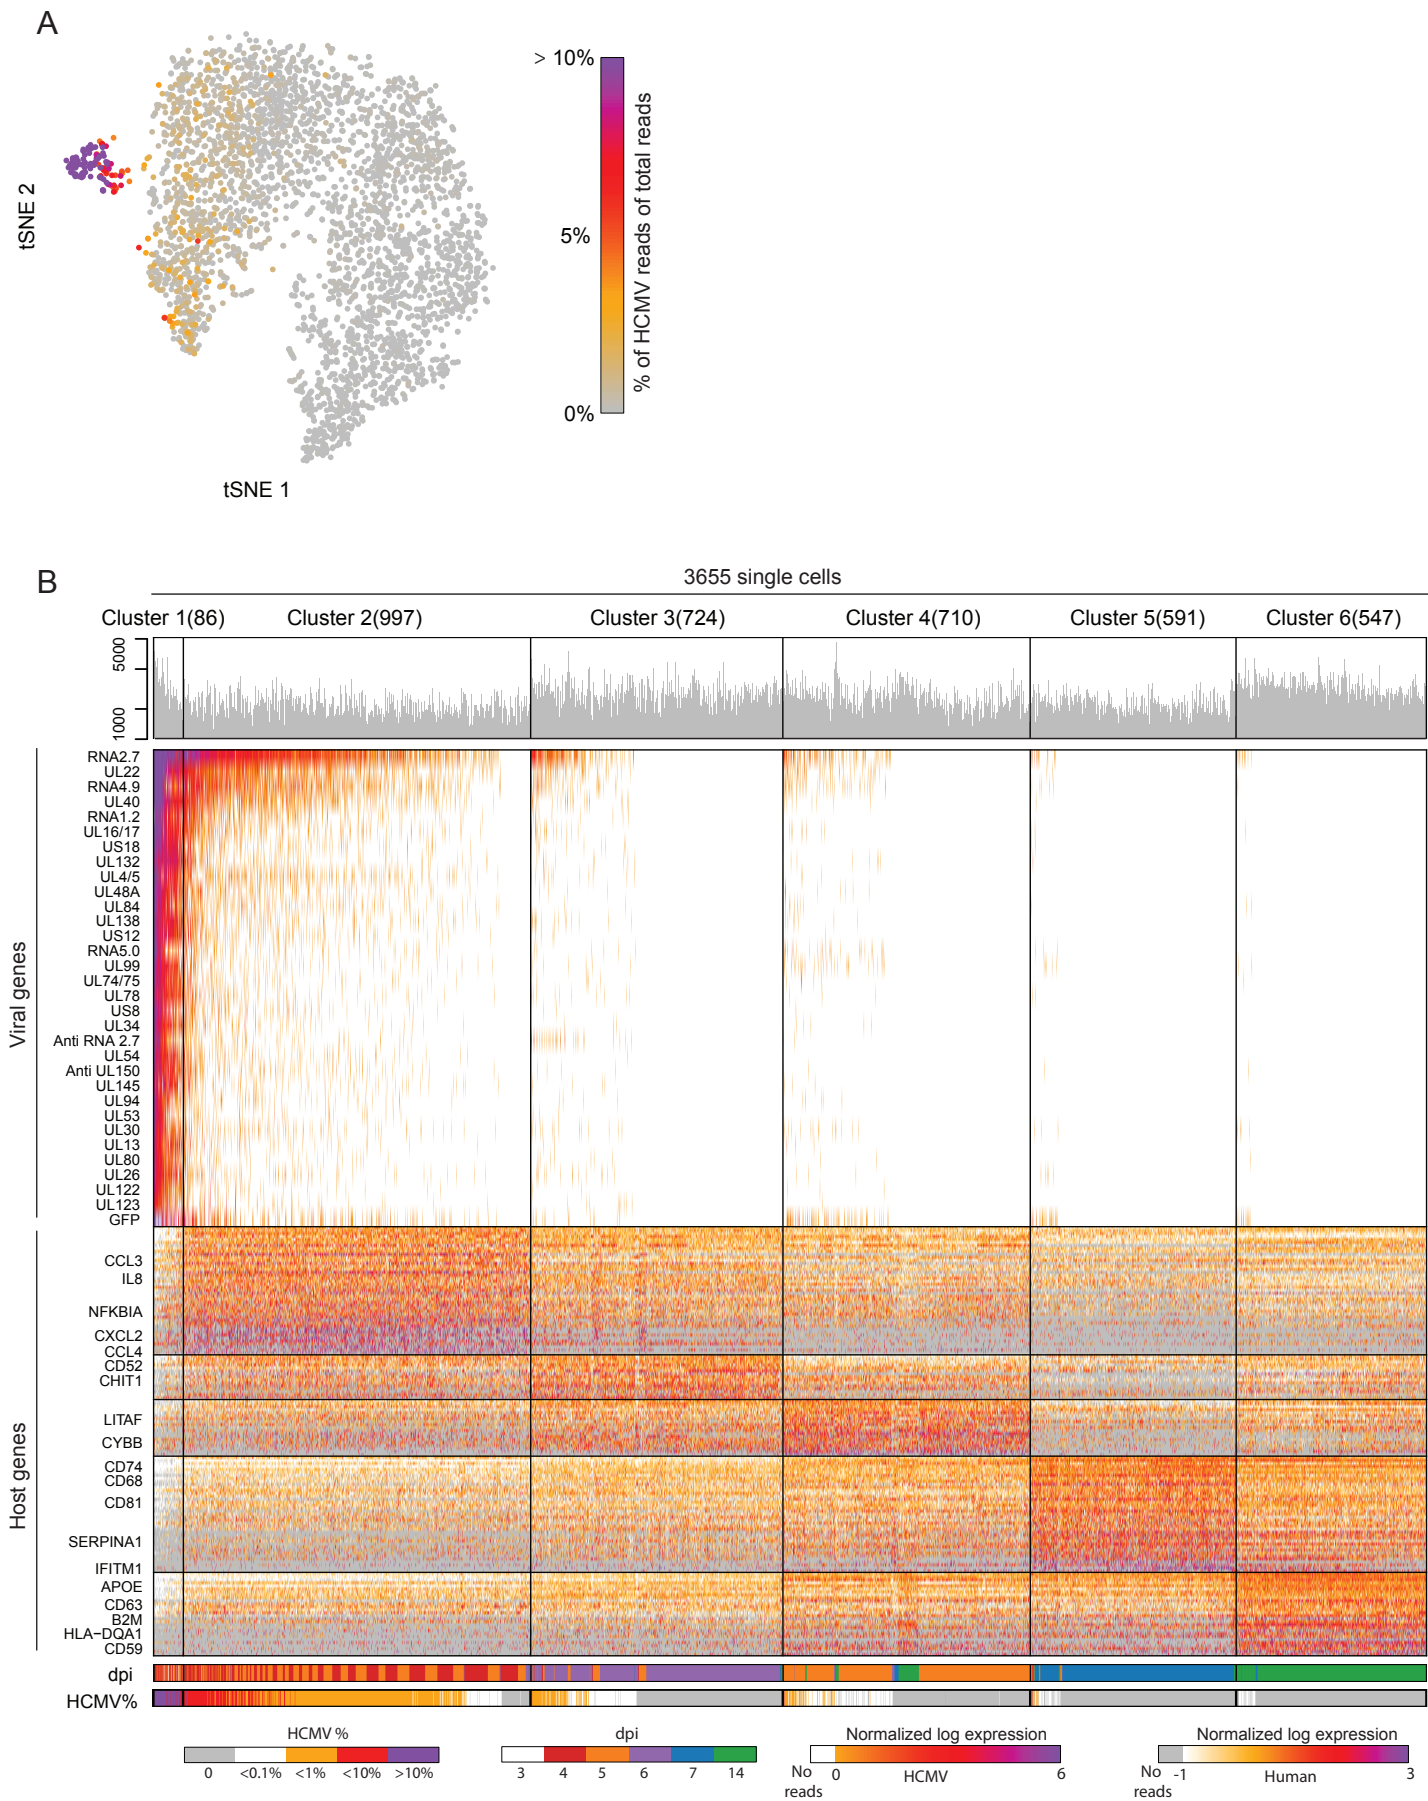 A
> 10%
5%
0%
% of HCMV reads of total reads
tSNE 2
tSNE 1
B
3655 single cells
Cluster 1(86)
Cluster 2(997)
Cluster 3(724)
Cluster 4(710)
Cluster 5(591)
Cluster 6(547)
5000
1000
Viral genes
RNA2.7
UL22
RNA4.9
UL40
RNA1.2
UL16/17
US18
UL132
UL4/5
UL48A
UL84
UL138
US12
RNA5.0
UL99
UL74/75
UL78
US8
UL34
Anti RNA 2.7
UL54
Anti UL150
UL145
UL94
UL53
UL30
UL13
UL80
UL26
UL122
UL123
GFP
Host genes
CCL3
IL8
NFKBIA
CXCL2
CCL4
CD52
CHIT1
LITAF
CYBB
CD74
CD68
CD81
SERPINA1
IFITM1
APOE
CD63
B2M
HLA−DQA1
CD59
dpi
HCMV%
HCMV %
0 <0.1% <1% <10% >10%
dpi
3 4 5 6 7 14
Normalized log expression
No reads 0 HCMV 6
Normalized log expression
No reads -1 Human 3